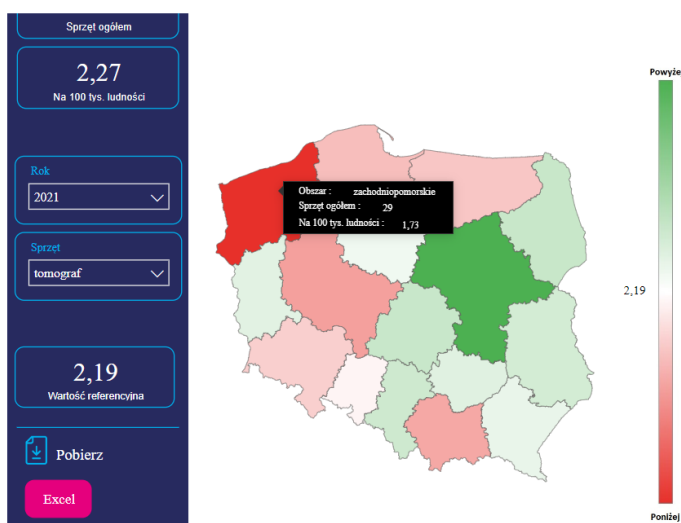 Sprzęt ogółem
2,27
Na 100 tys. ludności
Rok
2021
Sprzęt
tomograf
2,19
Wartość referencyjna
Pobierz
Excel
Obszar : zachodniopomorskie
Sprzęt ogółem : 29
Na 100 tys. ludności : 1,73
Powyże
2,19
Poniżej